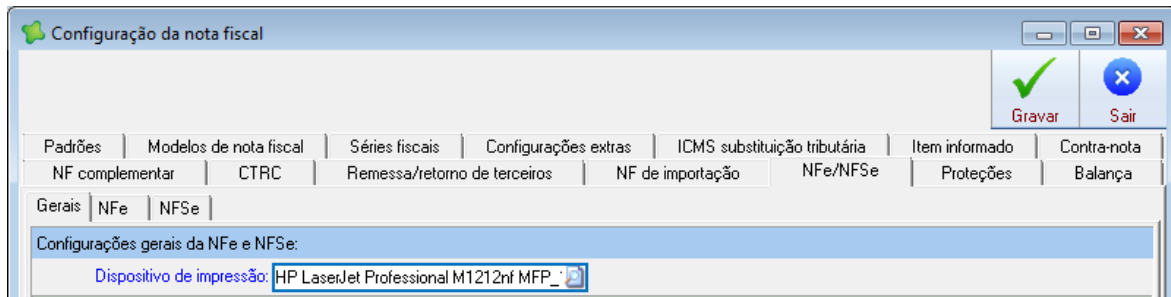 Configuração da nota fiscal
Gravar Sair
Padrões Modelos de nota fiscal Séries fiscais Configurações extras ICMS substituição tributária Item informado Contra-nota
NF complementar CTRC Remessa/retorno de terceiros NF de importação NFe/NFSe Proteções Balança
Gerais NFe NFSe
Configurações gerais da NFe e NFSe:
Dispositivo de impressão: HP LaserJet Professional M1212nf MFP_